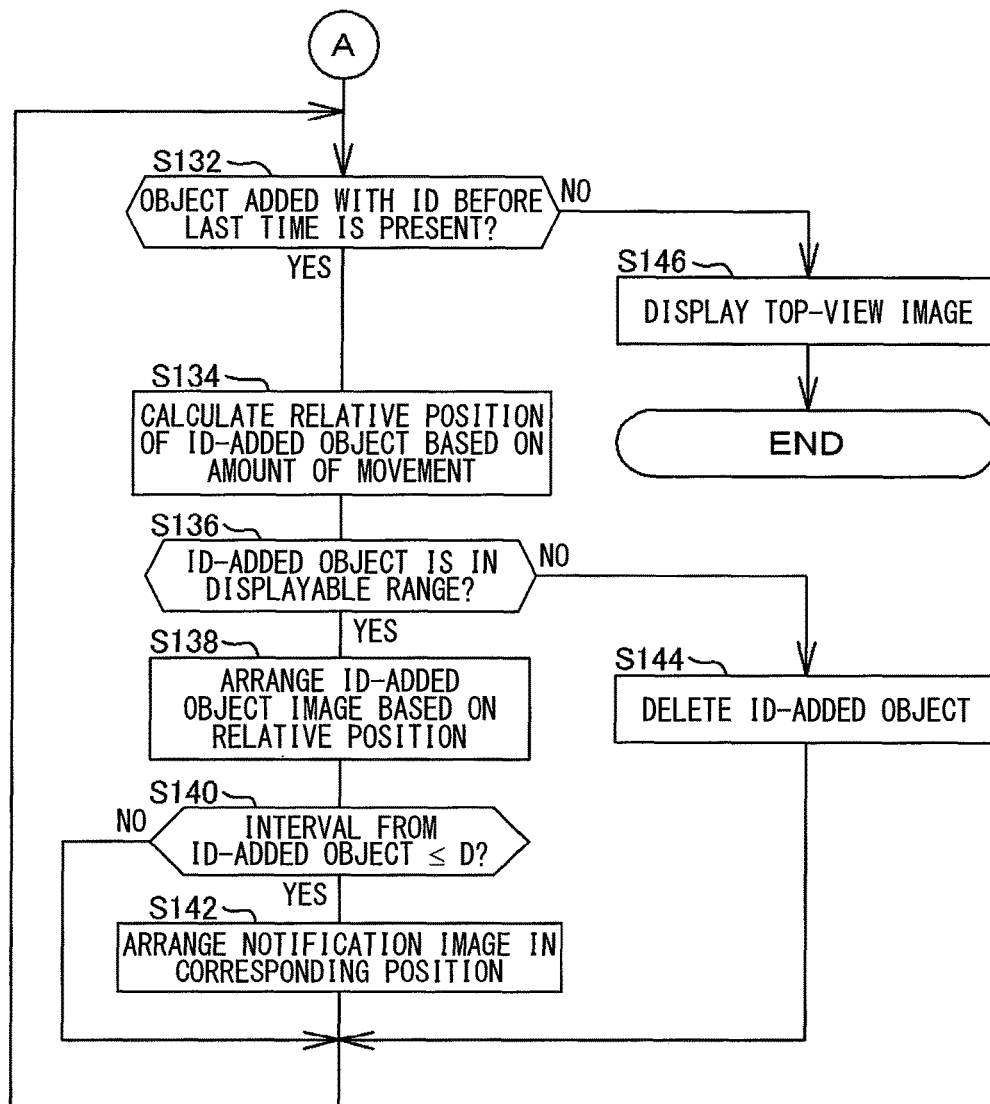 A
S132
OBJECT ADDED WITH ID BEFORE
LAST TIME IS PRESENT?
NO
YES
S146
DISPLAY TOP-VIEW IMAGE
END
S134
CALCULATE RELATIVE POSITION
OF ID-ADDED OBJECT BASED ON
AMOUNT OF MOVEMENT
S136
ID-ADDED OBJECT IS IN
DISPLAYABLE RANGE?
NO
YES
S138
ARRANGE ID-ADDED
OBJECT IMAGE BASED ON
RELATIVE POSITION
S144
DELETE ID-ADDED OBJECT
S140
NO
INTERVAL FROM
ID-ADDED OBJECT ≤ D?
YES
S142
ARRANGE NOTIFICATION IMAGE IN
CORRESPONDING POSITION